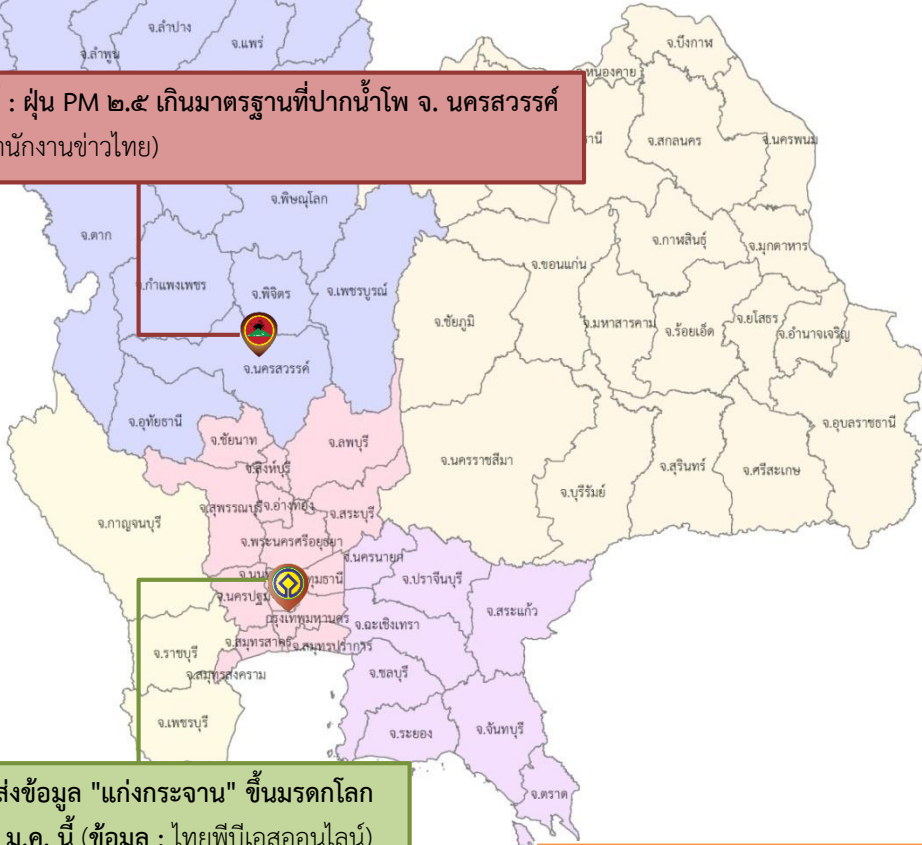 จ.ลำปาง
จ.แพร่
จ.ลำพูน
จ.บึงกาฬ
: ฝุ่น PM ๒.๕ เกินมาตรฐานที่ปากน้ำโพ จ. นครสวรรค์
นักงานข่าวไทย)
หนองคาย
จ.สกลนคร
จ.นครพนม
จ.พิษณุโลก
จ.ตาก
จ.กาฬสินธุ์
จ.มุกดาหาร
จ.ขอนแก่น
จ.กำแพงเพชร
จ.พิจิตร
จ.เพชรบูรณ์
จ.ชัยภูมิ
จ.มหาสารคาม
จ.ร้อยเอ็ด
จ.ยโสธร
จ.อำนาจเจริญ
จ.นครสวรรค์
จ.อุทัยธานี
จ.ชัยนาท
จ.ลพบุรี
จ.อุบลราชธานี
จ.สิงห์บุรี
จ.นครราชสีมา
จ.สุรินทร์
จ.ศรีสะเกษ
จ.บุรีรัมย์
จ.สุพรรณบุรี
จ.อ่างทอง
จ.สระบุรี
จ.กาญจนบุรี
จ.พระนครศรีอยุธยา
จ.นครนายก
จ.นน
ทุมธานี
จ.ปราจีนบุรี
จ.นครปฐม
กรุงเทพมหานคร
จ.ฉะเชิงเทรา
จ.สระแก้ว
จ.ราชบุรี
จ.สมุทรสาคร
จ.สมุทรปราการ
จ.สมุทรสงคราม
จ.ชลบุรี
จ.เพชรบุรี
จ.ระยอง
จ.จันทบุรี
จ.ตราด
ส่งข้อมูล "แก่งกระจาน" ขึ้นมรดกโลก
ม.ค. นี้ (ข้อมูล : ไทยพีบีเอสออนไลน์)